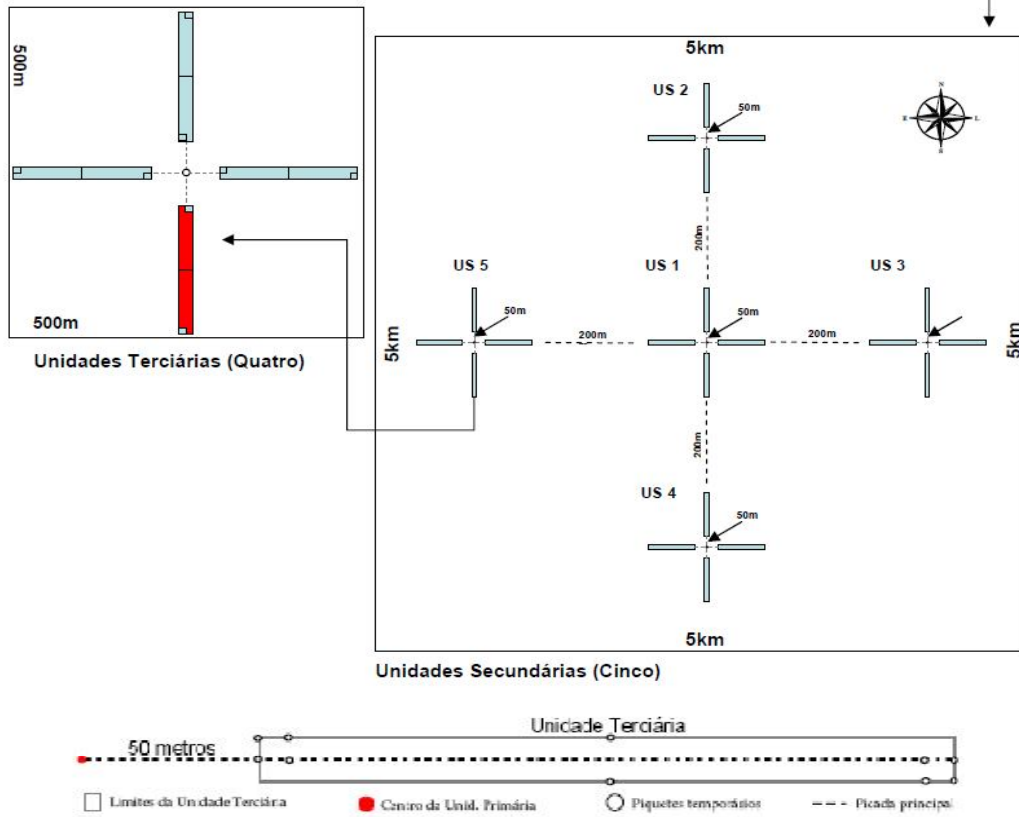 500m
500m
Unidades Terciárias (Quatro)
5km
US 2
50m
N
E
L
S
200m
US 5
US 1
US 3
50m
50m
200m
200m
5km
5km
200m
US 4
50m
5km
Unidades Secundárias (Cinco)
Unidade Terciária
50 metros
Limites da Unidade Terciária
Centro da Unid. Primária
Piquetes temporários
Picada principal